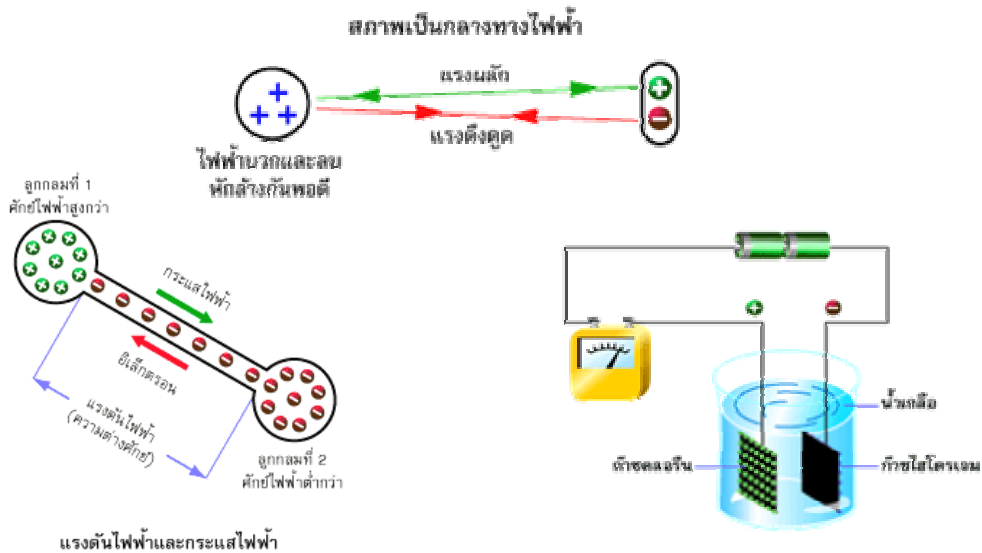 สภาพเป็นกลางทางไฟฟ้า
แรงผลัก
แรงดึงดูด
ไฟฟ้าบวกและลบ
หักล้างกันพอดี
ลูกกลมที่ 1
ศักย์ไฟฟ้าสูงกว่า
กระแสไฟฟ้า
อิเล็กตรอน
แรงดันไฟฟ้า
(ความต่างศักย์)
ลูกกลมที่ 2
ศักย์ไฟฟ้าต่ำกว่า
แรงดันไฟฟ้าและกระแสไฟฟ้า
น้ำเกลือ
ก๊าซคลอรีน
ก๊าซไฮโดรเจน